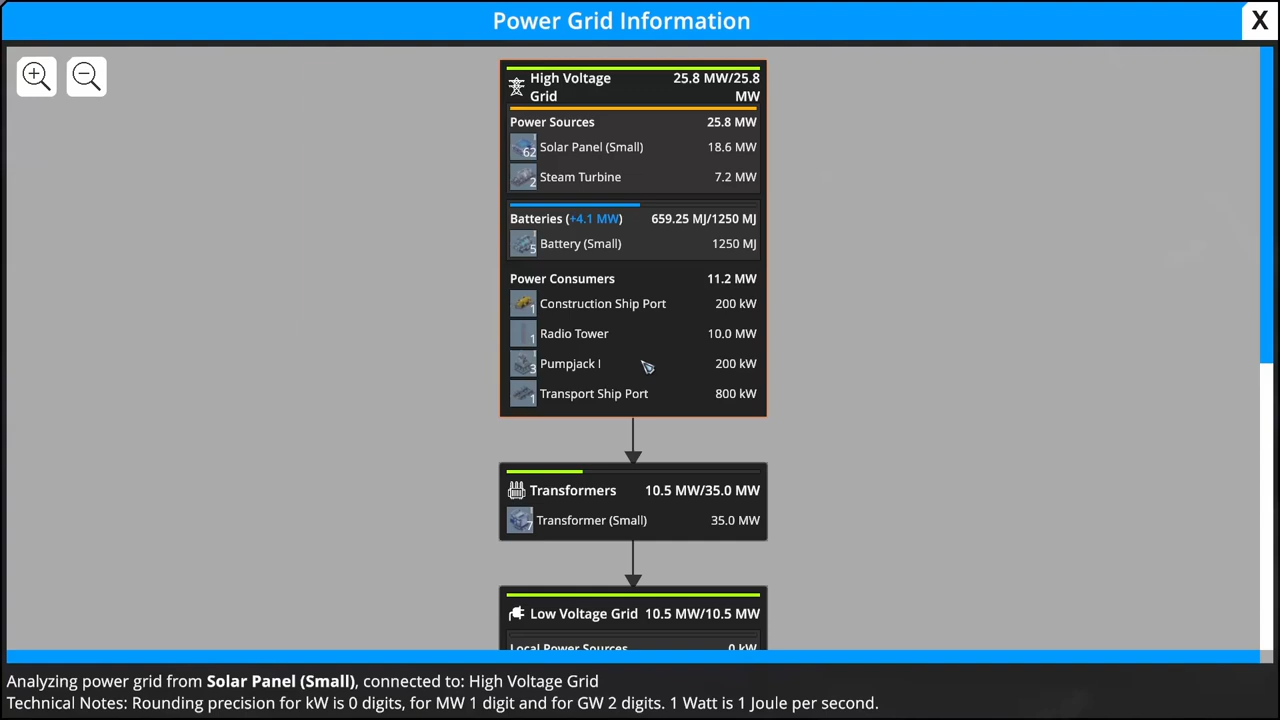 Power Grid Information
X
High Voltage Grid 25.8 MW/25.8 MW
Power Sources 25.8 MW
62 Solar Panel (Small) 18.6 MW
2 Steam Turbine 7.2 MW
Batteries (+4.1 MW) 659.25 MJ/1250 MJ
5 Battery (Small) 1250 MJ
Power Consumers 11.2 MW
1 Construction Ship Port 200 kW
1 Radio Tower 10.0 MW
3 Pumpjack I 200 kW
1 Transport Ship Port 800 kW
Transformers 10.5 MW/35.0 MW
7 Transformer (Small) 35.0 MW
Low Voltage Grid 10.5 MW/10.5 MW
Local Power Sources 0 kW
Analyzing power grid from Solar Panel (Small), connected to: High Voltage Grid
Technical Notes: Rounding precision for kW is 0 digits, for MW 1 digit and for GW 2 digits. 1 Watt is 1 Joule per second.